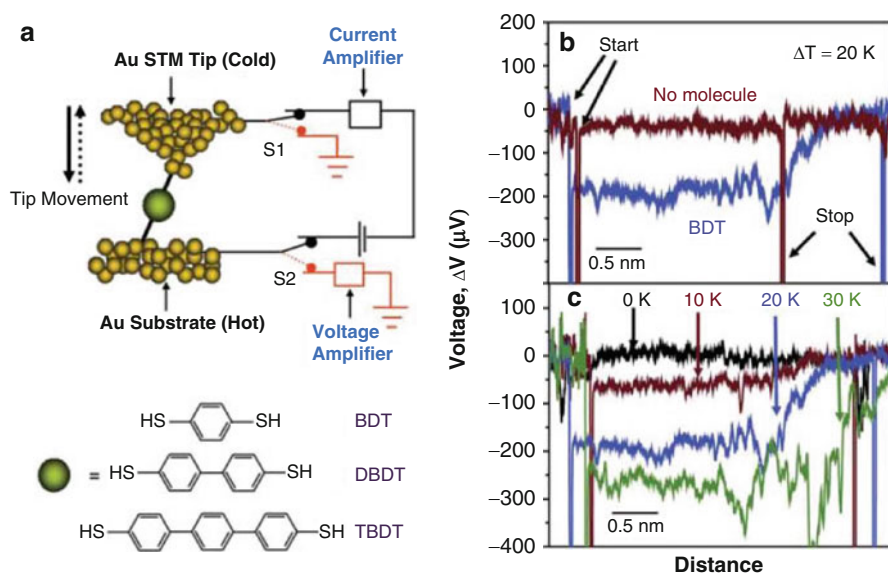 a
Current
Amplifier
Au STM Tip (Cold)
S1
Tip Movement
S2
Au Substrate (Hot)
Voltage
Amplifier
HS
SH
BDT
=
HS
SH
DBDT
HS
SH
TBDT
Voltage, ΔV (µV)
200
100
0
−100
−200
−300
b
Start
ΔT = 20 K
No molecule
BDT
Stop
0.5 nm
100
0
−100
−200
−300
−400
c
0 K
10 K
20 K
30 K
0.5 nm
Distance